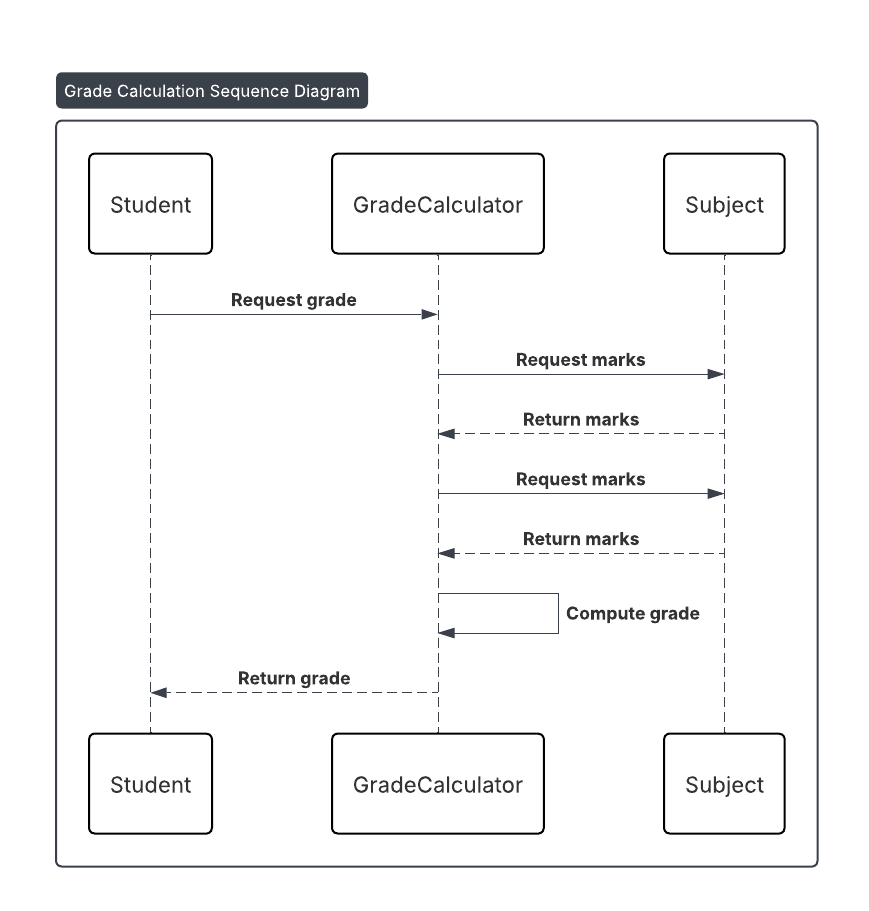 Grade Calculation Sequence Diagram
Student
GradeCalculator
Subject
Request grade
Request marks
Return marks
Request marks
Return marks
Compute grade
Return grade
Student
GradeCalculator
Subject